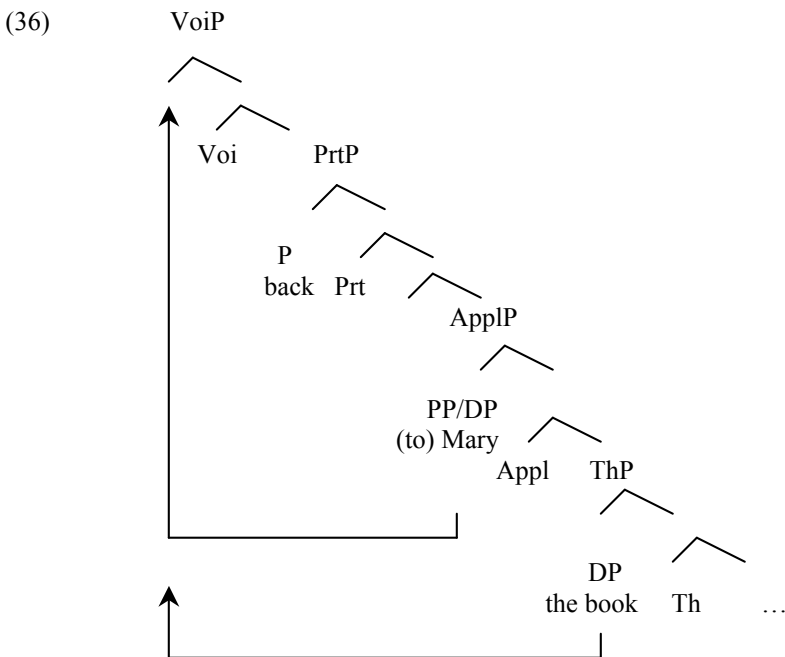 (36) VoiP
Voi PrtP
P
back Prt
ApplP
PP/DP
(to) Mary
Appl ThP
DP
the book Th …